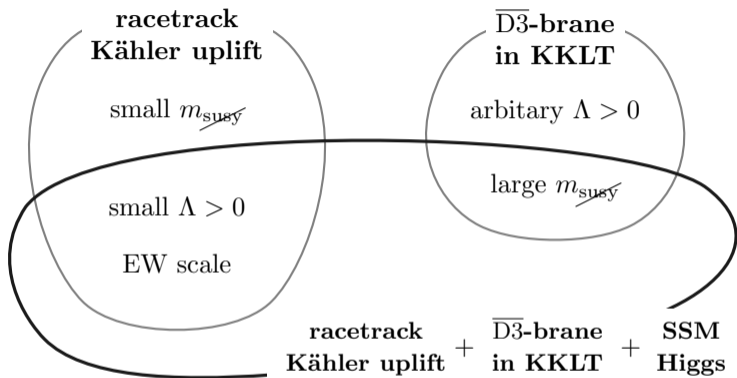 racetrack
Kähler uplift
small m_susy
small Λ > 0
EW scale
D̅3̅-brane
in KKLT
arbitary Λ > 0
large m_susy
racetrack
Kähler uplift
+
D̅3̅-brane
in KKLT
+
SSM
Higgs